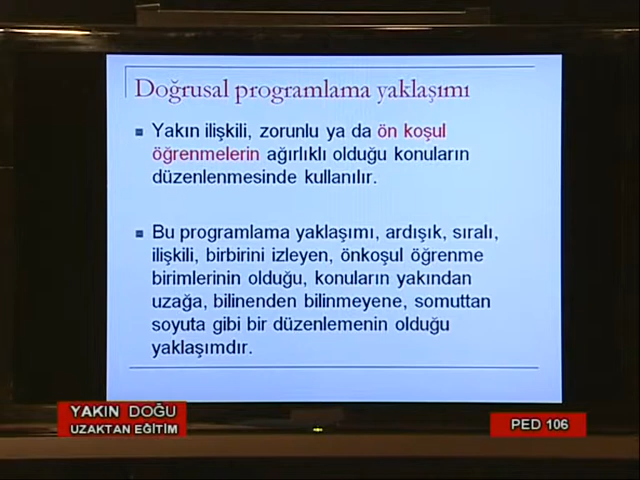 Doğrusal programlama yaklaşımı
Yakın ilişkili, zorunlu ya da ön koşul
öğrenmelerin ağırlıklı olduğu konuların
düzenlenmesinde kullanılır.
Bu programlama yaklaşımı, ardışık, sıralı,
ilişkili, birbirini izleyen, önkoşul öğrenme
birimlerinin olduğu, konuların yakından
uzağa, bilinenden bilinmeyene, somuttan
soyuta gibi bir düzenlemenin olduğu
yaklaşımdır.
YAKIN DOĞU
UZAKTAN EĞİTİM
PED 106